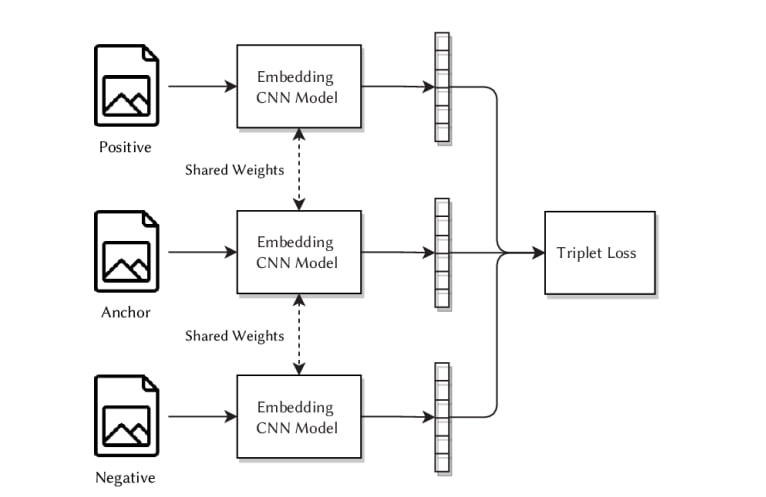 Embedding
CNN Model
Positive
Shared Weights
Embedding
CNN Model
Triplet Loss
Anchor
Shared Weights
Embedding
CNN Model
Negative